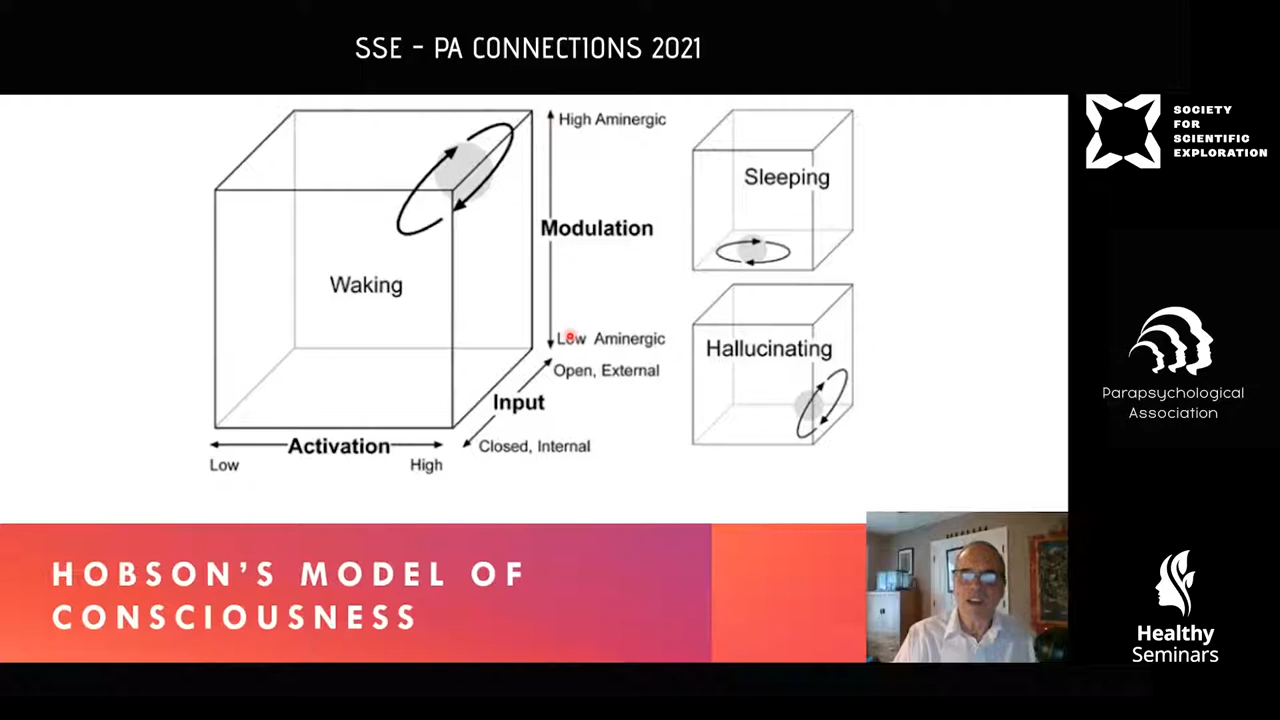 SSE - PA CONNECTIONS 2021
High Aminergic
Modulation
Waking
Low Aminergic
Open, External
Input
Closed, Internal
Activation
Low
High
Sleeping
Hallucinating
HOBSON'S MODEL OF
CONSCIOUSNESS
SOCIETY
FOR
SCIENTIFIC
EXPLORATION
Parapsychological
Association
Healthy
Seminars